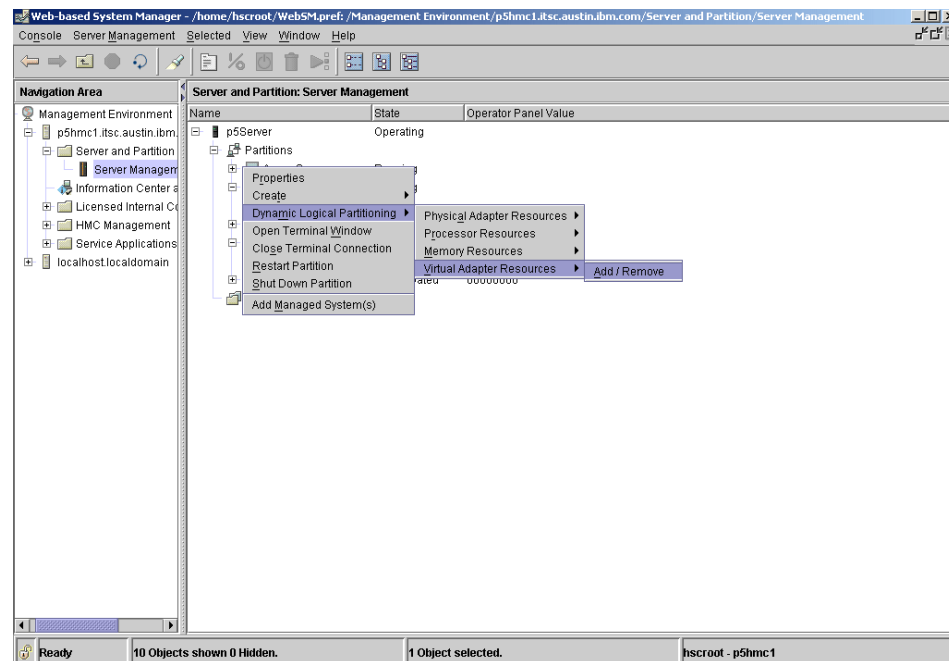 Web-based System Manager - /home/hscroot/WebSM.pref: /Management Environment/p5hmc1.itsc.austin.ibm.com/Server and Partition/Server Management
Console Server Management Selected View Window Help
Navigation Area
Server and Partition: Server Management
Management Environment
p5hmc1.itsc.austin.ibm.
Server and Partition
Server Managem
Information Center a
Licensed Internal Co
HMC Management
Service Applications
localhost.localdomain
Name State Operator Panel Value
p5Server Operating
Partitions
Properties
Create
Dynamic Logical Partitioning
Open Terminal Window
Close Terminal Connection
Restart Partition
Shut Down Partition
Add Managed System(s)
Physical Adapter Resources
Processor Resources
Memory Resources
Virtual Adapter Resources
Add / Remove
00000000
Ready 10 Objects shown 0 Hidden. 1 Object selected. hscroot - p5hmc1